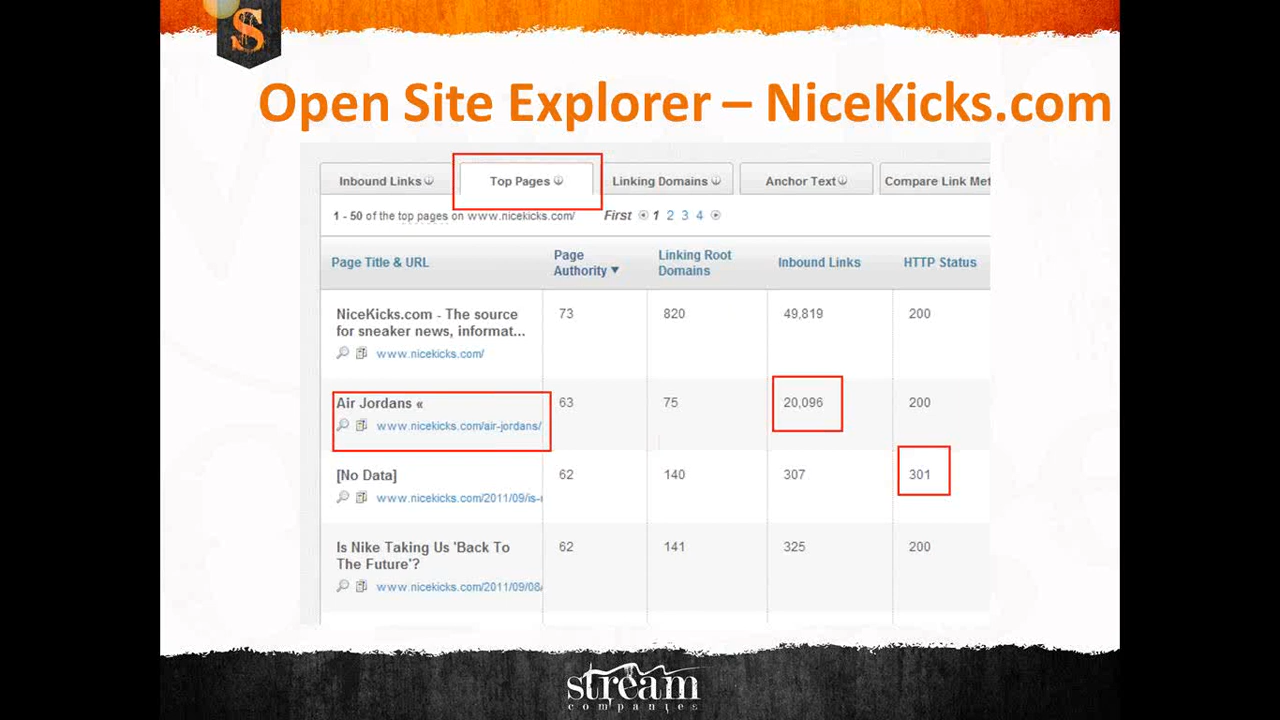 S
Open Site Explorer – NiceKicks.com
Inbound Links
Top Pages
Linking Domains
Anchor Text
Compare Link Met
1 - 50 of the top pages on www.nicekicks.com/ First 1 2 3 4
Page Title & URL
Page
Authority ▼
Linking Root
Domains
Inbound Links
HTTP Status
NiceKicks.com - The source
for sneaker news, informat...
www.nicekicks.com/
73
820
49,819
200
Air Jordans «
www.nicekicks.com/air-jordans/
63
75
20,096
200
[No Data]
www.nicekicks.com/2011/09/is-
62
140
307
301
Is Nike Taking Us 'Back To
The Future'?
www.nicekicks.com/2011/09/08/
62
141
325
200
stream
companies